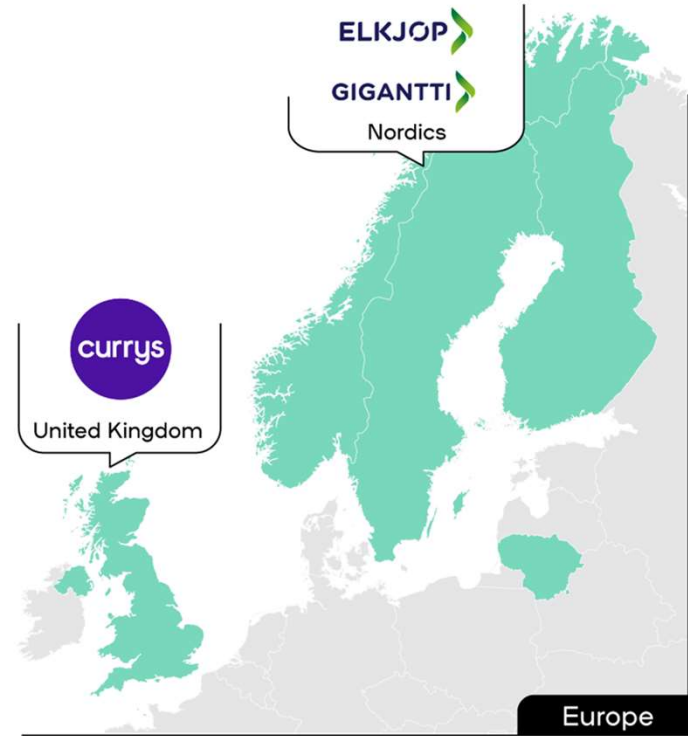 ELKJOP
GIGANTTI
Nordics
currys
United Kingdom
Europe